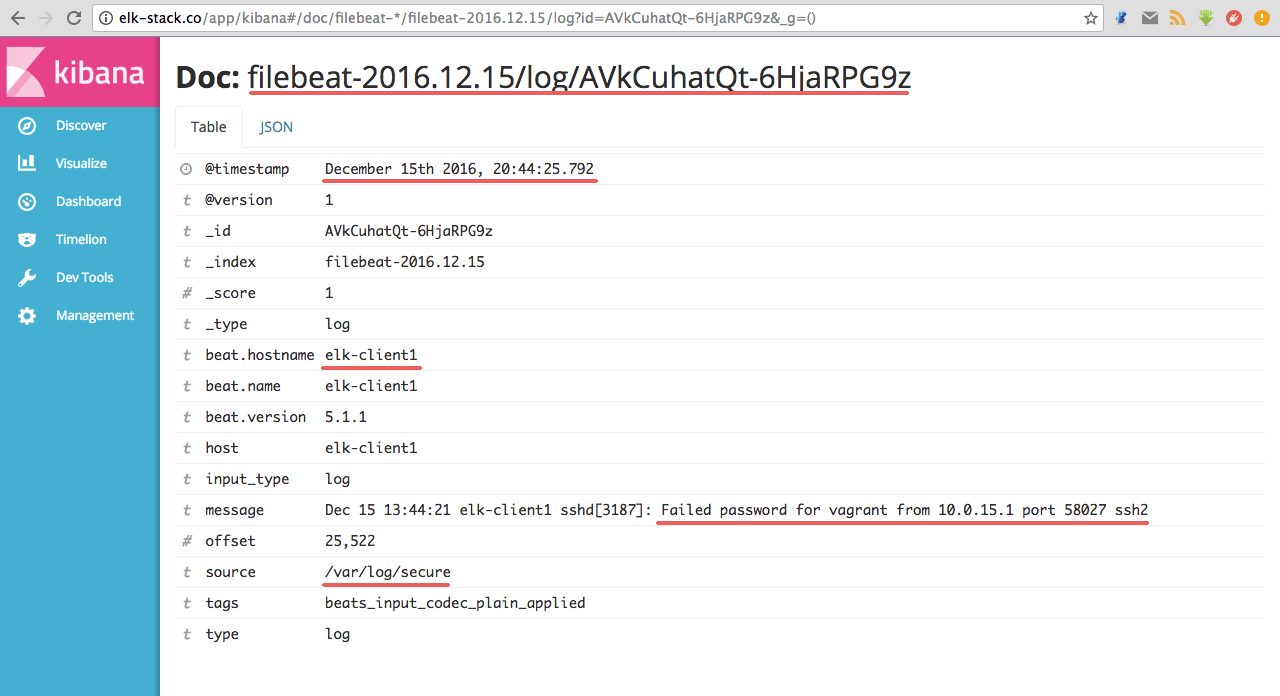 elk-stack.co/app/kibana#/doc/filebeat-*/filebeat-2016.12.15/log?id=AVkCuhatQt-6HjaRPG9z&_g=()
kibana
Discover
Visualize
Dashboard
Timelion
Dev Tools
Management
Doc: filebeat-2016.12.15/log/AVkCuhatQt-6HjaRPG9z
Table JSON
@timestamp December 15th 2016, 20:44:25.792
t @version 1
t _id AVkCuhatQt-6HjaRPG9z
t _index filebeat-2016.12.15
# _score 1
t _type log
t beat.hostname elk-client1
t beat.name elk-client1
t beat.version 5.1.1
t host elk-client1
t input_type log
t message Dec 15 13:44:21 elk-client1 sshd[3187]: Failed password for vagrant from 10.0.15.1 port 58027 ssh2
# offset 25,522
t source /var/log/secure
t tags beats_input_codec_plain_applied
t type log